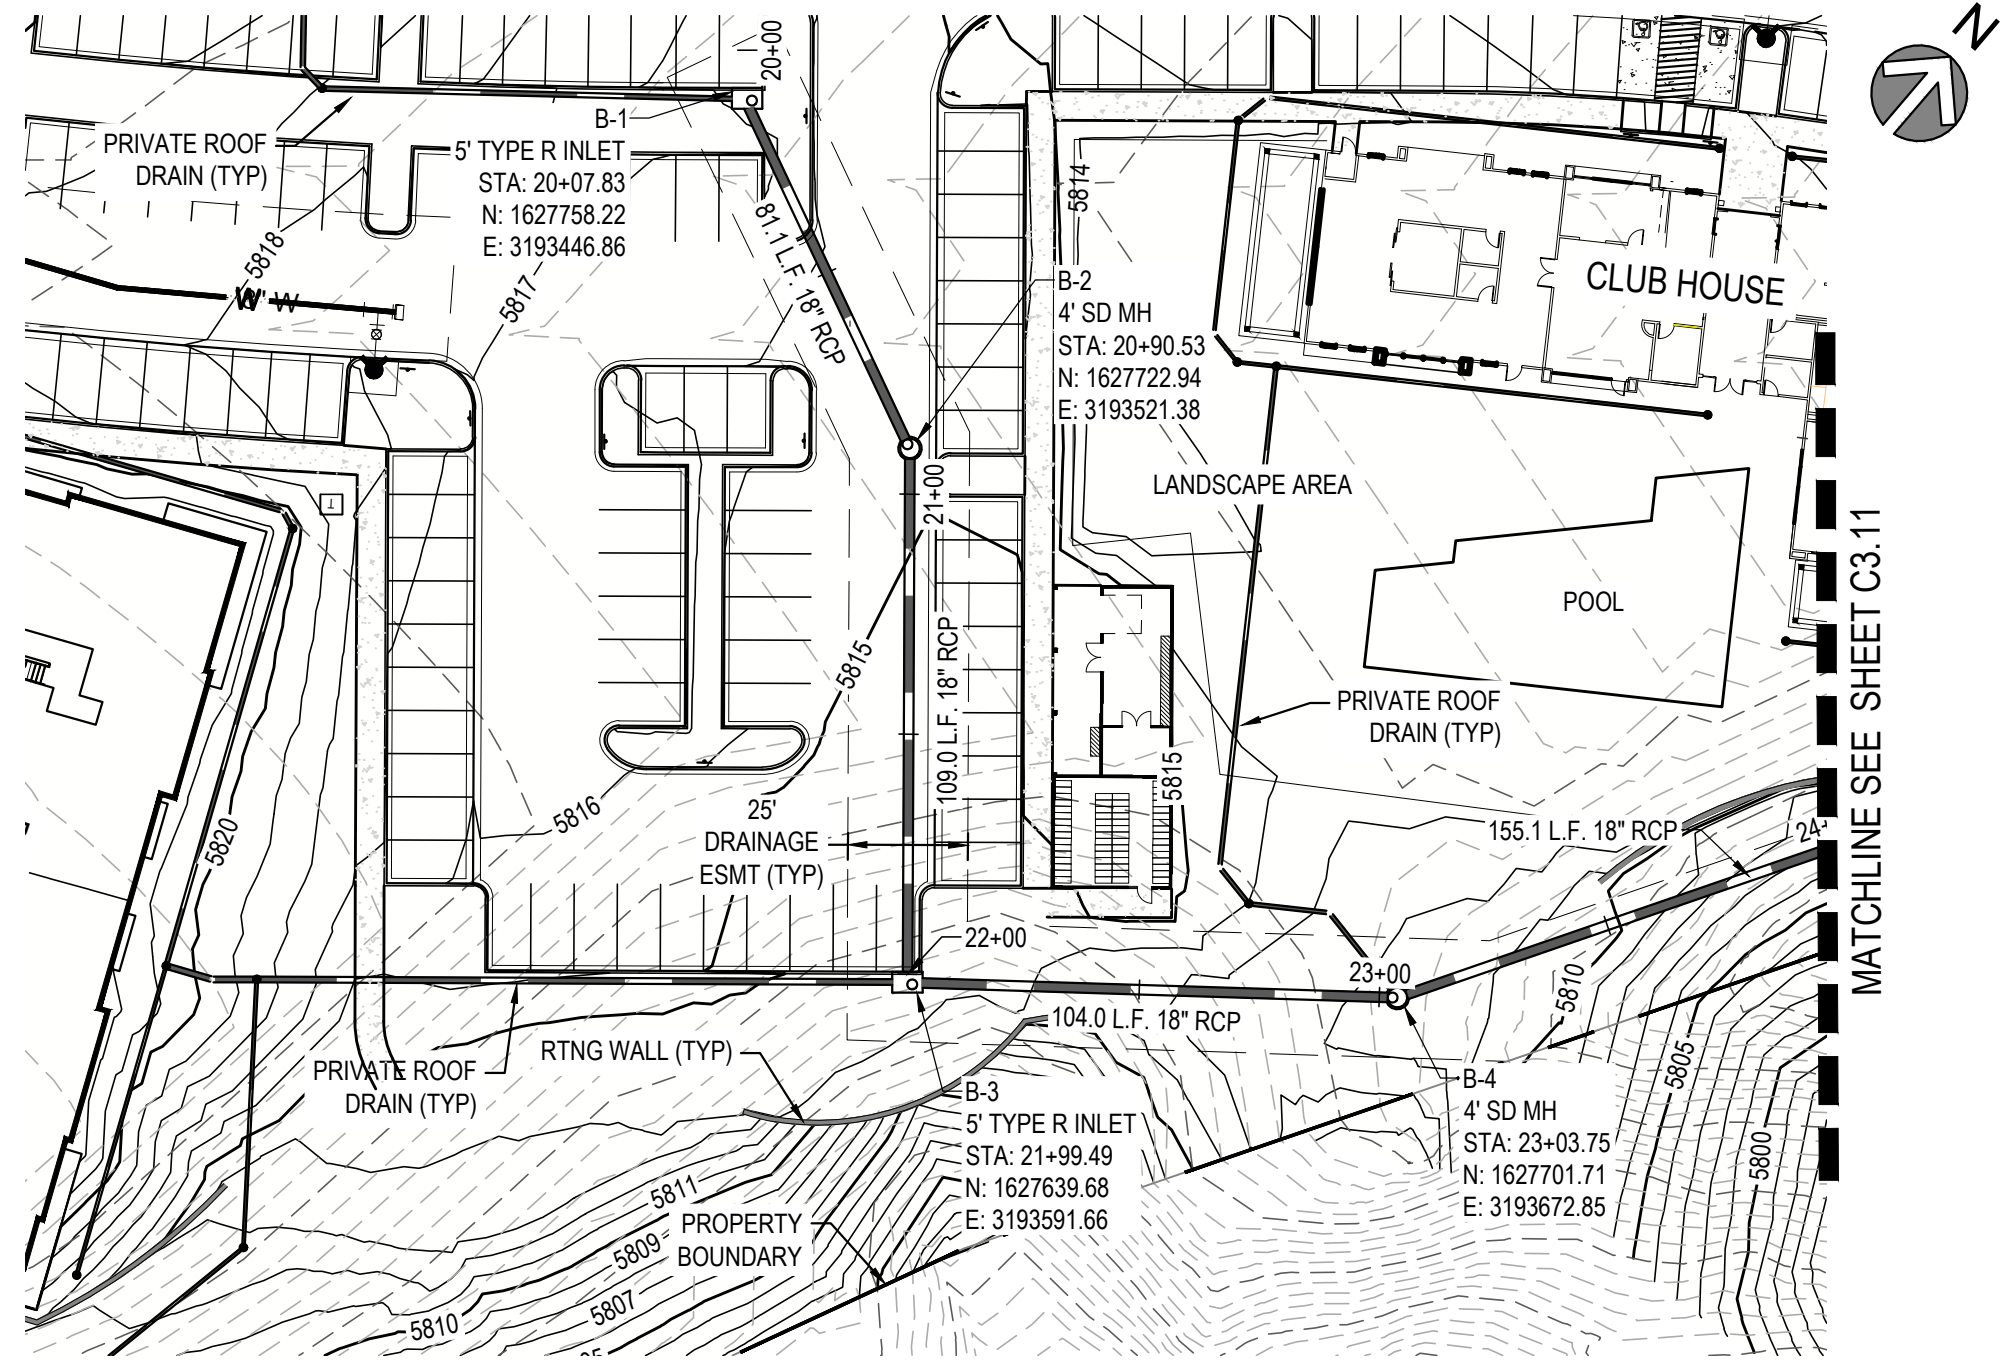 N
20+00
B-1
5' TYPE R INLET
STA: 20+07.83
N: 1627758.22
E: 3193446.86
PRIVATE ROOF
DRAIN (TYP)
5818
5817
81.1 L.F. 18" RCP
5814
B-2
4' SD MH
STA: 20+90.53
N: 1627722.94
E: 3193521.38
CLUB HOUSE
LANDSCAPE AREA
21+00
POOL
MATCHLINE SEE SHEET C3.11
5815
109.0 L.F. 18" RCP
PRIVATE ROOF
DRAIN (TYP)
5815
5816
25'
DRAINAGE
ESMT (TYP)
5820
155.1 L.F. 18" RCP
22+00
23+00
5810
104.0 L.F. 18" RCP
RTNG WALL (TYP)
PRIVATE ROOF
DRAIN (TYP)
5805
5800
B-3
5' TYPE R INLET
STA: 21+99.49
N: 1627639.68
E: 3193591.66
B-4
4' SD MH
STA: 23+03.75
N: 1627701.71
E: 3193672.85
5811
PROPERTY
BOUNDARY
5809
5807
5810